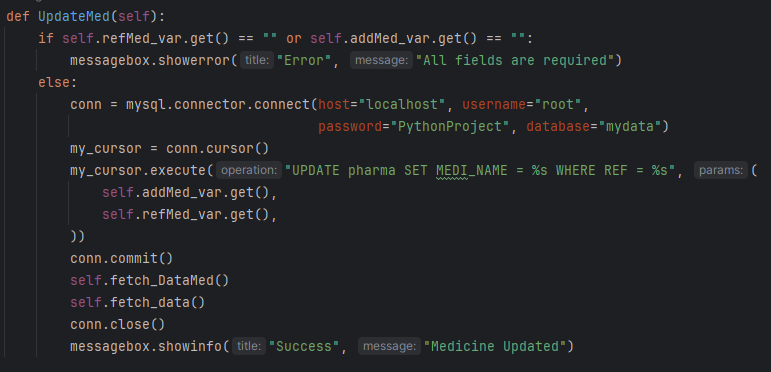 def UpdateMed(self):
    if self.refMed_var.get() == "" or self.addMed_var.get() == "":
        messagebox.showerror( title: "Error", message: "All fields are required")
    else:
        conn = mysql.connector.connect(host="localhost", username="root",
                                       password="PythonProject", database="mydata")
        my_cursor = conn.cursor()
        my_cursor.execute( operation: "UPDATE pharma SET MEDI_NAME = %s WHERE REF = %s", params: (
            self.addMed_var.get(),
            self.refMed_var.get(),
        ))
        conn.commit()
        self.fetch_DataMed()
        self.fetch_data()
        conn.close()
        messagebox.showinfo( title: "Success", message: "Medicine Updated")